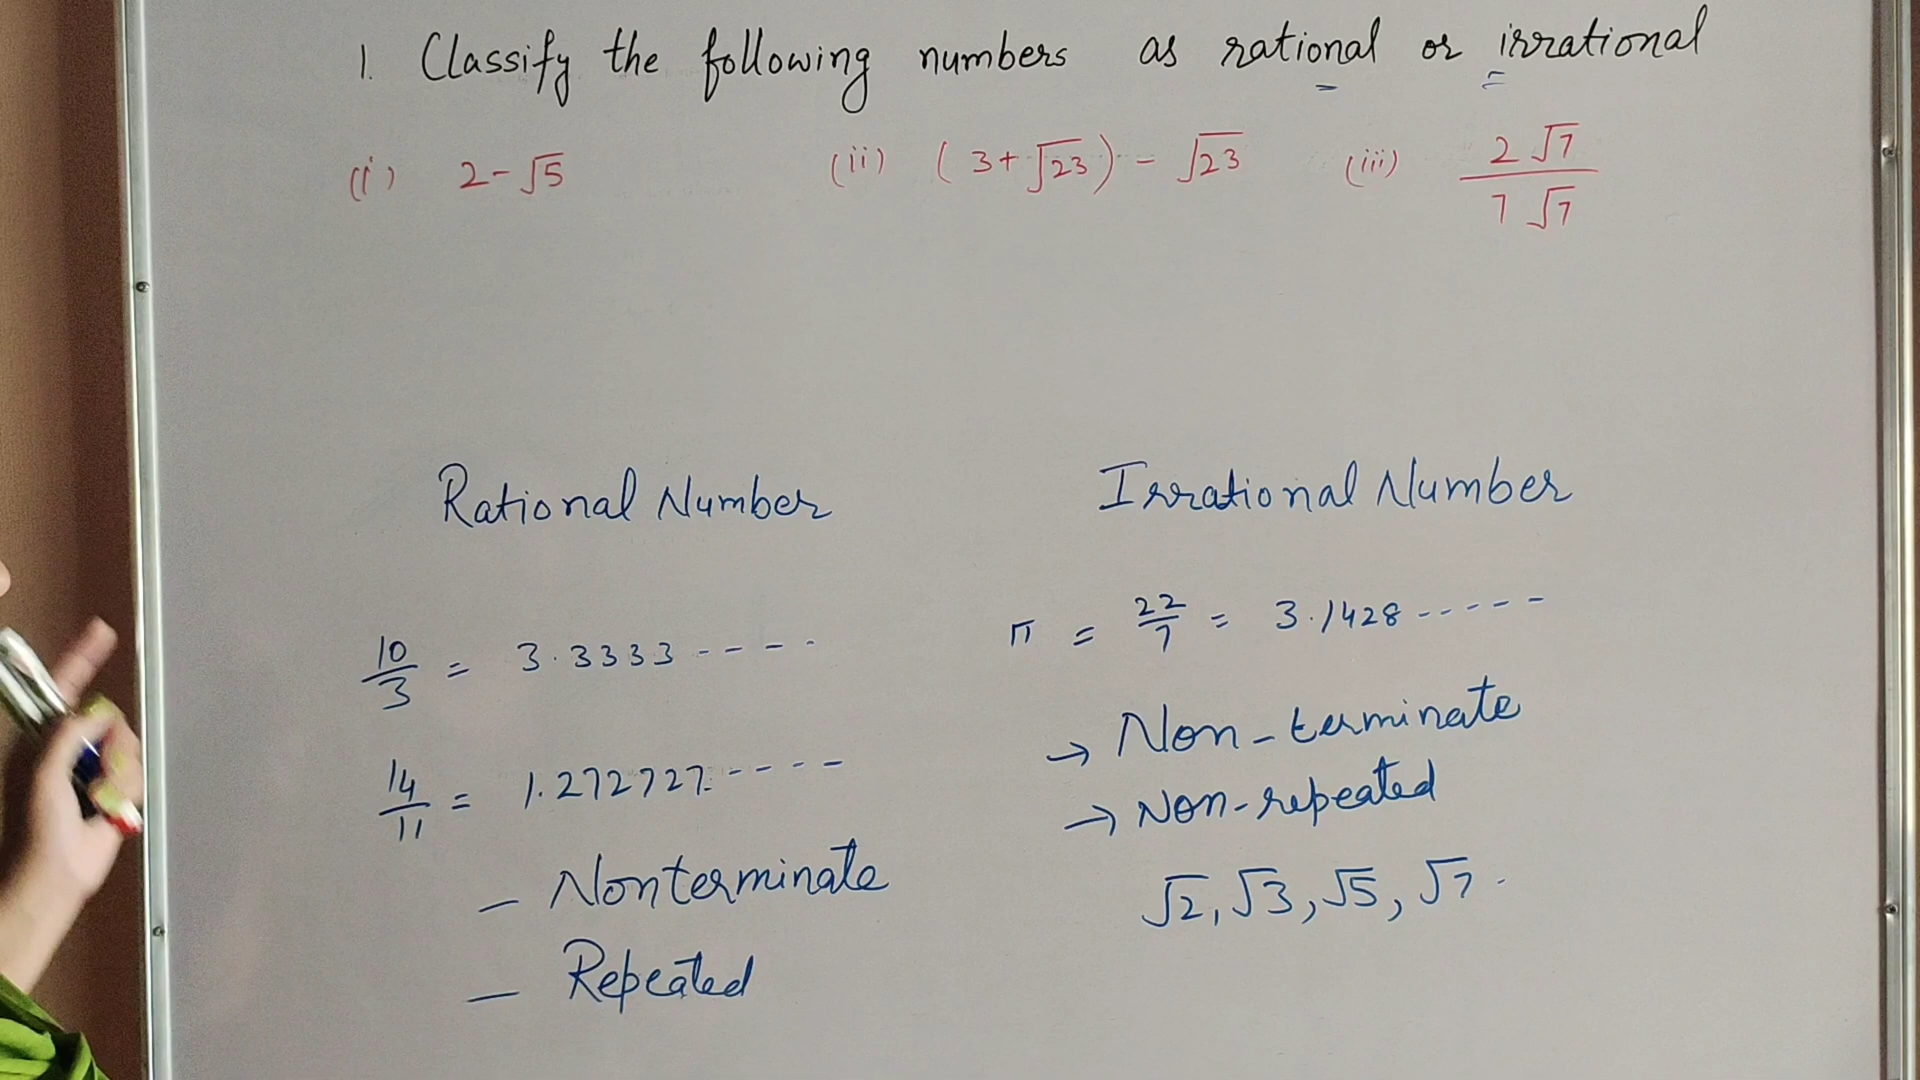 1. Classify the following numbers as rational or irrational
(i) 2-√5 (ii) (3+√23) - √23 (iii) 2√7 / 7√7
Rational Number
Irrational Number
10/3 = 3.3333----
π = 22/7 = 3.1428-----
14/11 = 1.272727----
→ Non-terminate
→ Non-repeated
- Nonterminate
√2, √3, √5, √7.
- Repeated